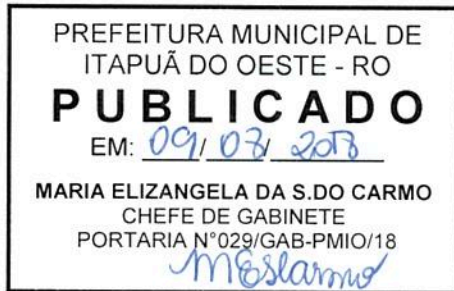 PREFEITURA MUNICIPAL DE
ITAPUÃ DO OESTE - RO
PUBLICADO
EM: 09/ 03/ 2018
MARIA ELIZANGELA DA S.DO CARMO
CHEFE DE GABINETE
PORTARIA N°029/GAB-PMIO/18
MEslarmo